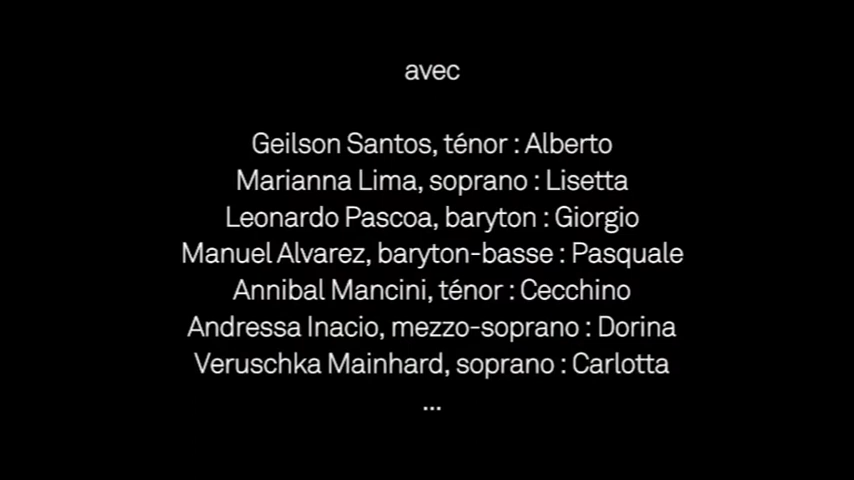 avec
Geilson Santos, ténor : Alberto
Marianna Lima, soprano : Lisetta
Leonardo Pascoa, baryton : Giorgio
Manuel Alvarez, baryton-basse : Pasquale
Annibal Mancini, ténor : Cecchino
Andressa Inacio, mezzo-soprano : Dorina
Veruschka Mainhard, soprano : Carlotta
...